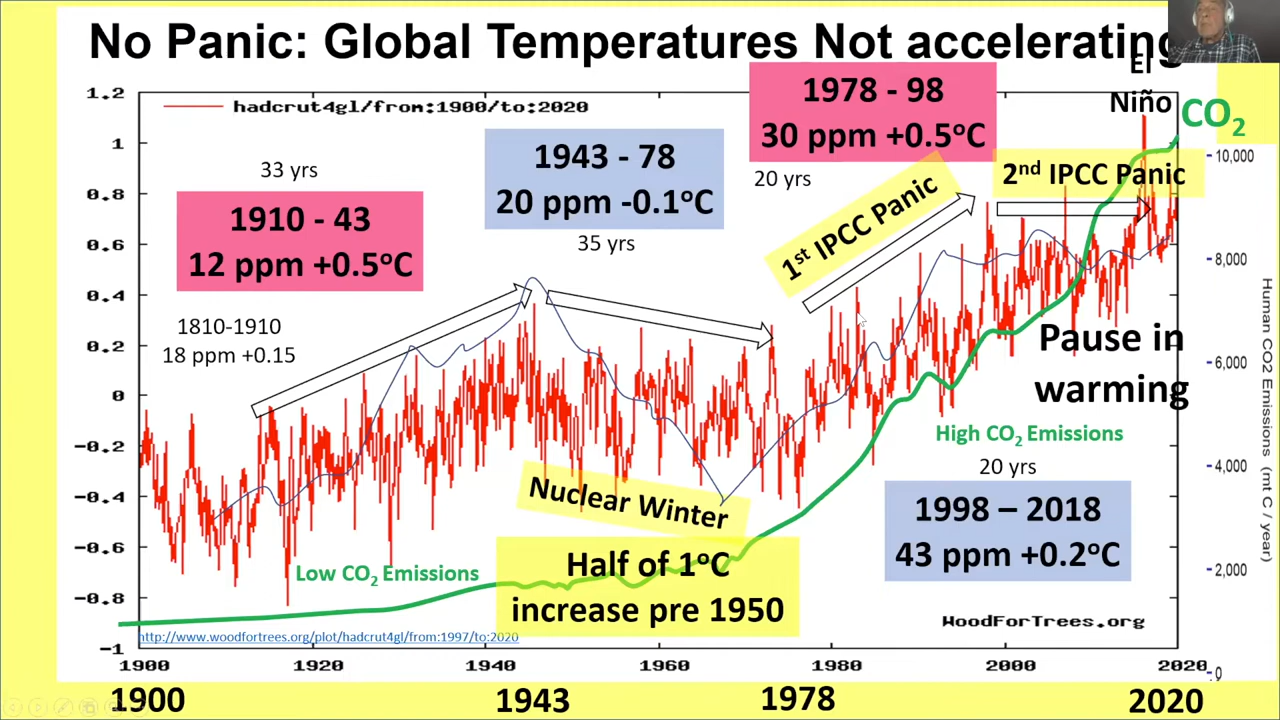 No Panic: Global Temperatures Not accelerating
El
Niño
CO2
hadcrut4gl/from:1900/to:2020
33 yrs
1910 - 43
12 ppm +0.5oC
1810-1910
18 ppm +0.15
1943 - 78
20 ppm -0.1oC
35 yrs
1978 - 98
30 ppm +0.5oC
20 yrs
1st IPCC Panic
2nd IPCC Panic
Pause in
warming
High CO2 Emissions
20 yrs
1998 – 2018
43 ppm +0.2oC
Nuclear Winter
Half of 1oC
increase pre 1950
Low CO2 Emissions
http://www.woodfortrees.org/plot/hadcrut4gl/from:1997/to:2020
WoodForTrees.org
1.2
1
0.8
0.6
0.4
0.2
0
-0.2
-0.4
-0.6
-0.8
-1
10,000
8,000
6,000
4,000
2,000
0
Human CO2 Emissions (mt C / year)
1900 1920 1940 1960 1980 2000 2020
1900 1943 1978 2020